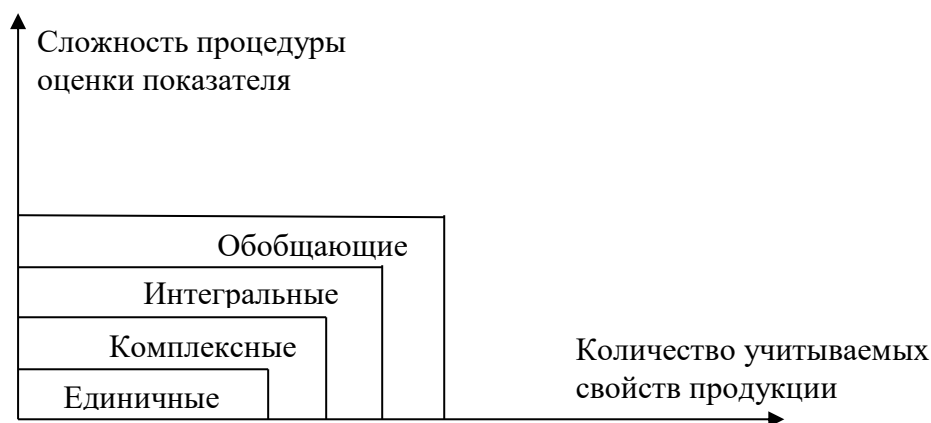 Сложность процедуры
оценки показателя
Обобщающие
Интегральные
Комплексные
Единичные
Количество учитываемых
свойств продукции